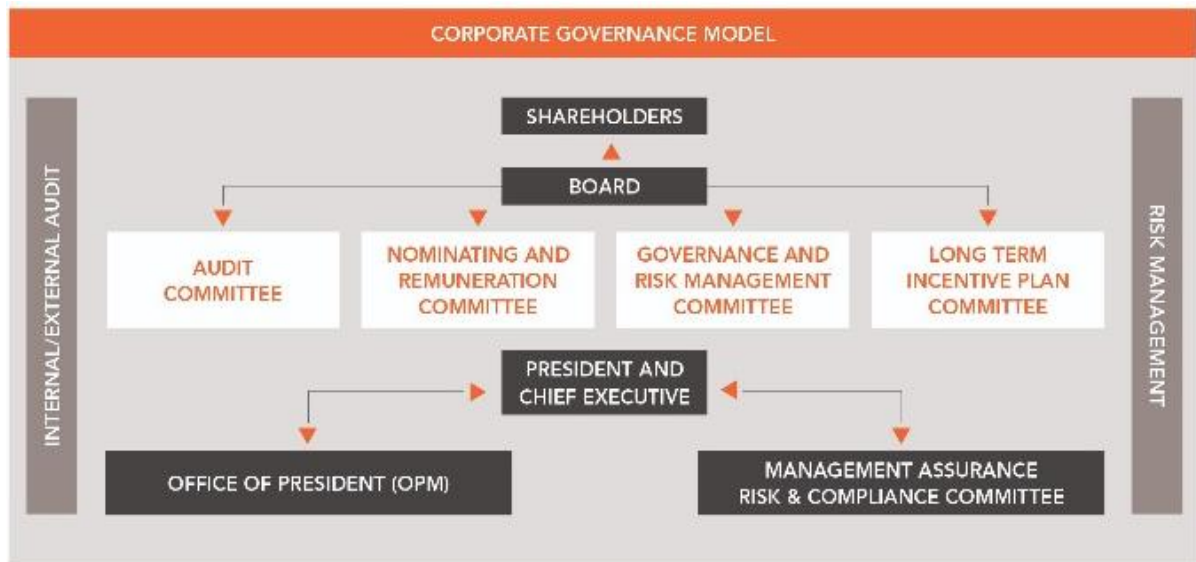 CORPORATE GOVERNANCE MODEL
INTERNAL/EXTERNAL AUDIT
SHAREHOLDERS
BOARD
AUDIT
COMMITTEE
NOMINATING AND
REMUNERATION
COMMITTEE
GOVERNANCE AND
RISK MANAGEMENT
COMMITTEE
LONG TERM
INCENTIVE PLAN
COMMITTEE
PRESIDENT AND
CHIEF EXECUTIVE
OFFICE OF PRESIDENT (OPM)
MANAGEMENT ASSURANCE
RISK & COMPLIANCE COMMITTEE
RISK MANAGEMENT